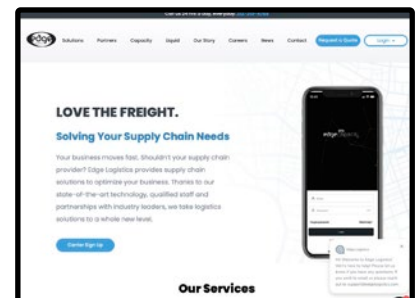 edge
Solutions Partners Capacity Liquid Our Story Careers News Contact Request a Quote Login
LOVE THE FREIGHT.
Solving Your Supply Chain Needs
Your business moves fast. Shouldn't your supply chain
provider? Edge Logistics provides supply chain
solutions to optimize your business. Thanks to our
state-of-the-art technology, qualified staff and
partnerships with industry leaders, we take logistics
solutions to a whole new level.
Carrier Sign Up
edgecapacity
Edge Logistics
Our Services